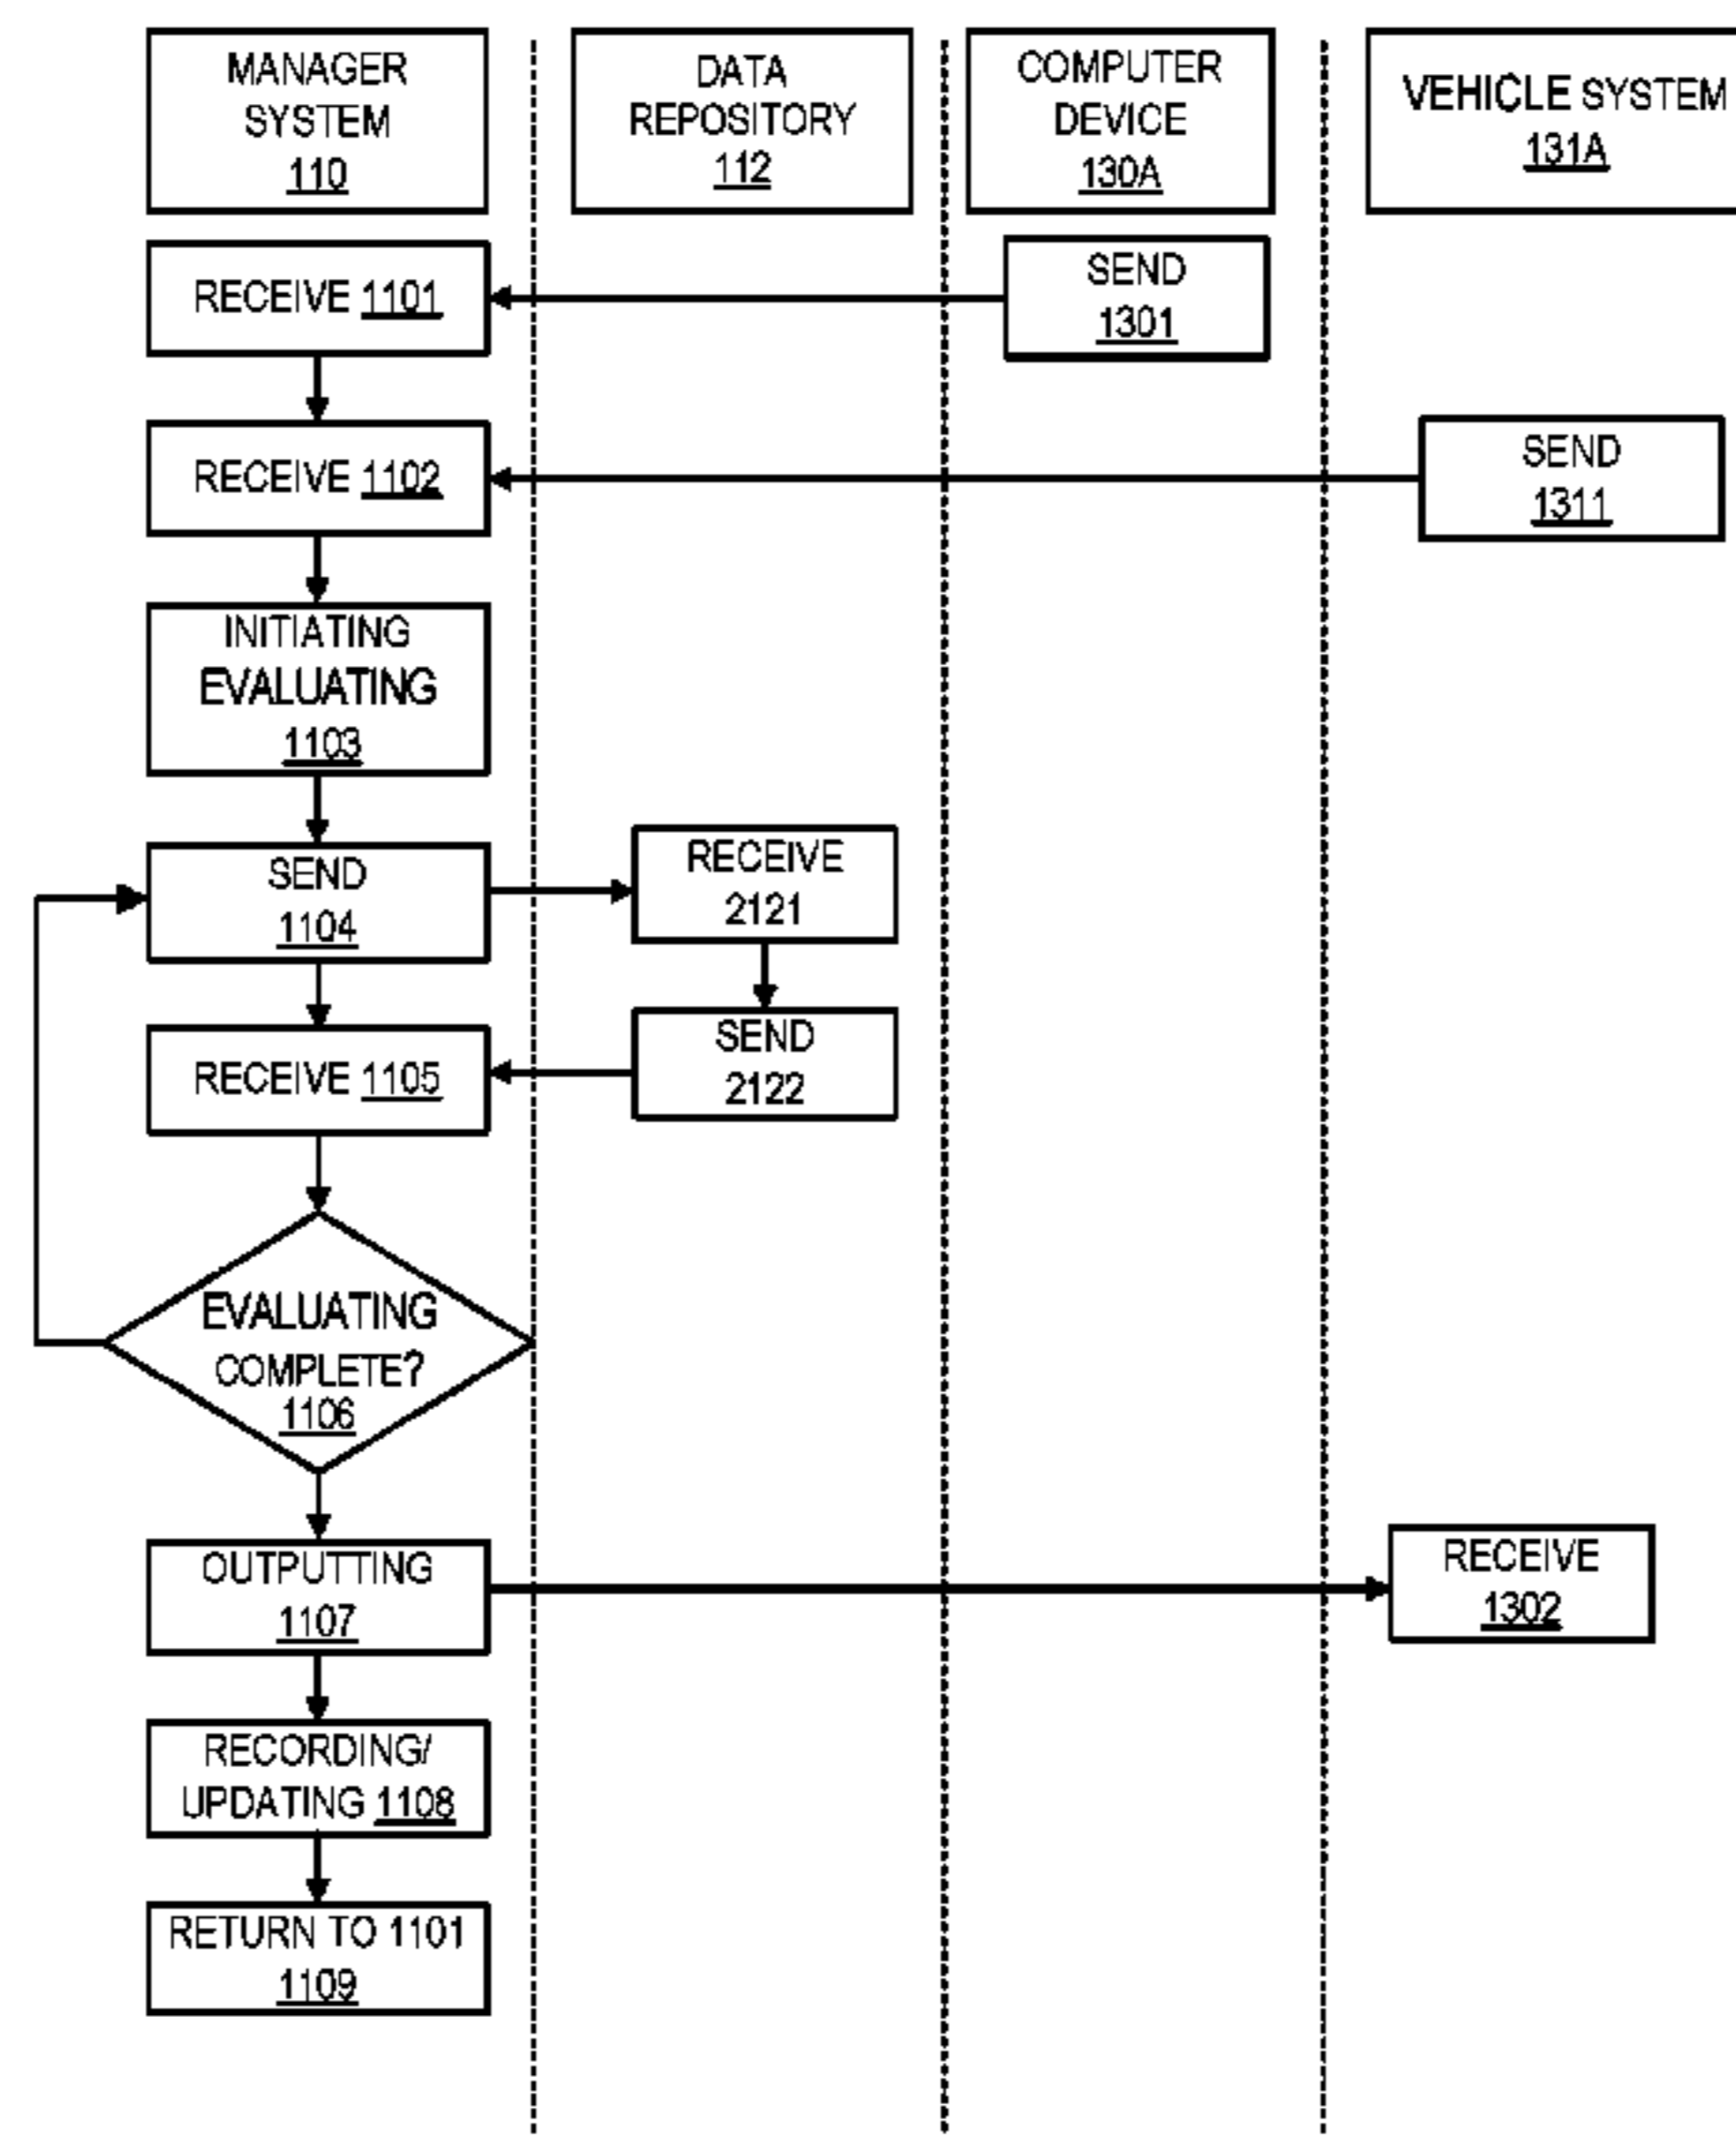 MANAGER
SYSTEM
110
DATA
REPOSITORY
112
COMPUTER
DEVICE
130A
VEHICLE SYSTEM
131A
RECEIVE 1101
SEND
1301
RECEIVE 1102
SEND
1311
INITIATING
EVALUATING
1103
SEND
1104
RECEIVE
2121
RECEIVE 1105
SEND
2122
EVALUATING
COMPLETE?
1106
OUTPUTTING
1107
RECEIVE
1302
RECORDING/
UPDATING 1108
RETURN TO 1101
1109